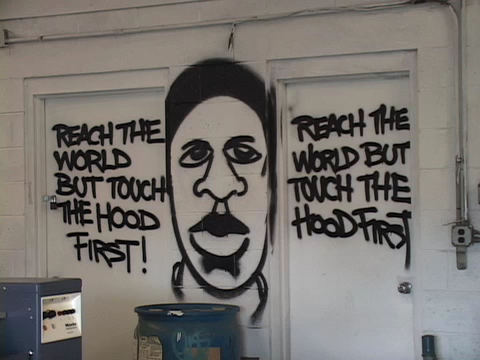 REACH THE
WORLD
BUT TOUCH
THE HOOD
FIRST!
REACH THE
WORLD BUT
TOUCH THE
HOOD FIRST